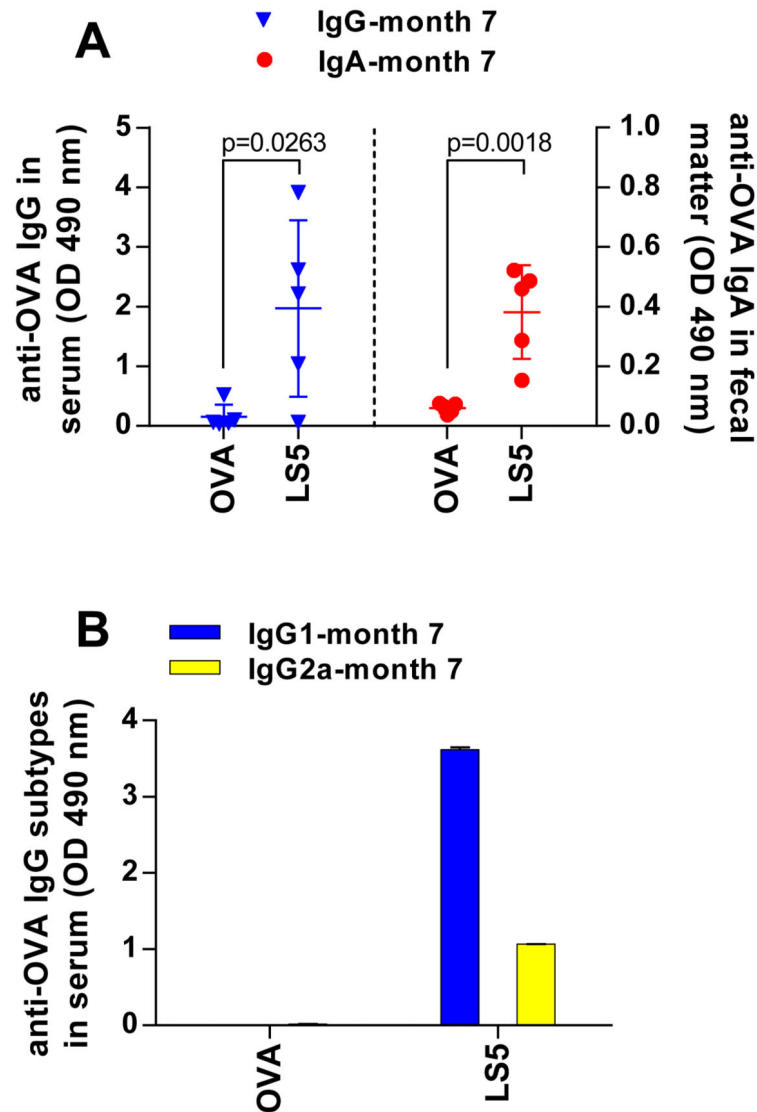 A
IgG-month 7
IgA-month 7
anti-OVA IgG in
serum (OD 490 nm)
5
4
3
2
1
0
p=0.0263
p=0.0018
1.0
0.8
0.6
0.4
0.2
0.0
anti-OVA IgA in fecal
matter (OD 490 nm)
OVA
LS5
OVA
LS5
B
IgG1-month 7
IgG2a-month 7
anti-OVA IgG subtypes
in serum (OD 490 nm)
4
3
2
1
0
OVA
LS5